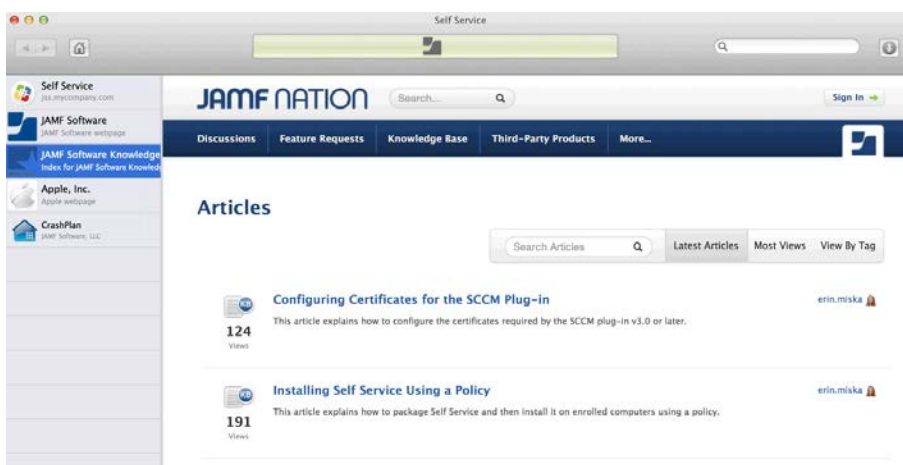 Self Service
Self Service
jss.mycompany.com
JAMF Software
JAMF Software webpage
JAMF Software Knowledge
Index for JAMF Software Knowled
Apple, Inc.
Apple webpage
CrashPlan
JAMF Software, LLC
JAMF NATION
Search...
Sign In
Discussions
Feature Requests
Knowledge Base
Third-Party Products
More...
Articles
Search Articles
Latest Articles
Most Views
View By Tag
KB
Configuring Certificates for the SCCM Plug-in
erin.miska
This article explains how to configure the certificates required by the SCCM plug-in v3.0 or later.
124
Views
KB
Installing Self Service Using a Policy
erin.miska
This article explains how to package Self Service and then install it on enrolled computers using a policy.
191
Views